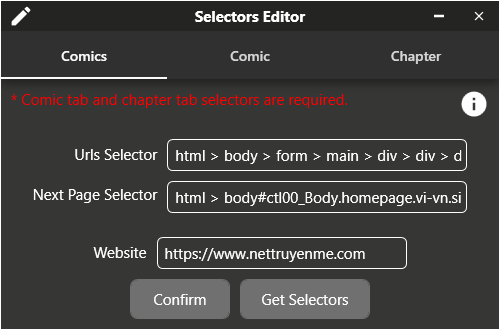 Selectors Editor
Comics Comic Chapter
* Comic tab and chapter tab selectors are required.
Urls Selector html > body > form > main > div > div > d
Next Page Selector html > body#ctl00_Body.homepage.vi-vn.si
Website https://www.nettruyenme.com
Confirm Get Selectors